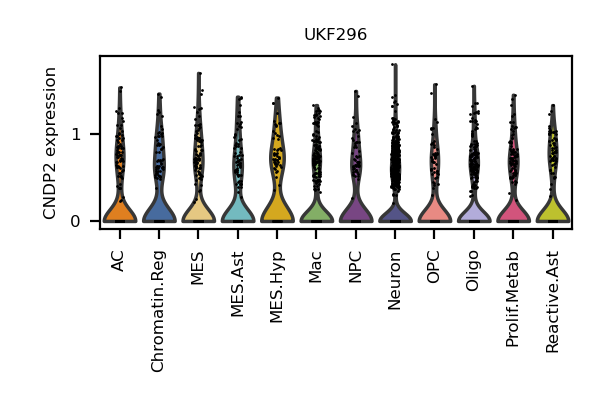 UKF296
CNDP2 expression
1
0
AC
Chromatin.Reg
MES
MES.Ast
MES.Hyp
Mac
NPC
Neuron
OPC
Oligo
Prolif.Metab
Reactive.Ast